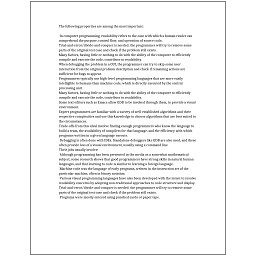 The following properties are among the most important:
In computer programming, readability refers to the ease with which a human reader can
comprehend the purpose, control flow, and operation of source code.
Trial-and-error/divide-and-conquer is needed: the programmer will try to remove some
parts of the original test case and check if the problem still exists.
Many factors, having little or nothing to do with the ability of the computer to efficiently
compile and execute the code, contribute to readability.
When debugging the problem in a GUI, the programmer can try to skip some user
interaction from the original problem description and check if remaining actions are
sufficient for bugs to appear.
Programmers typically use high-level programming languages that are more easily
intelligible to humans than machine code, which is directly executed by the central
processing unit.
Many factors, having little or nothing to do with the ability of the computer to efficiently
compile and execute the code, contribute to readability.
Some text editors such as Emacs allow GDB to be invoked through them, to provide a visual
environment.
Expert programmers are familiar with a variety of well-established algorithms and their
respective complexities and use this knowledge to choose algorithms that are best suited to
the circumstances.
Trade-offs from this ideal involve finding enough programmers who know the language to
build a team, the availability of compilers for that language, and the efficiency with which
programs written in a given language execute.
Debugging is often done with IDEs. Standalone debuggers like GDB are also used, and these
often provide less of a visual environment, usually using a command line.
Their jobs usually involve:
Although programming has been presented in the media as a somewhat mathematical
subject, some research shows that good programmers have strong skills in natural human
languages, and that learning to code is similar to learning a foreign language.
Machine code was the language of early programs, written in the instruction set of the
particular machine, often in binary notation.
Various visual programming languages have also been developed with the intent to resolve
readability concerns by adopting non-traditional approaches to code structure and display.
Trial-and-error/divide-and-conquer is needed: the programmer will try to remove some
parts of the original test case and check if the problem still exists.
Programs were mostly entered using punched cards or paper tape.